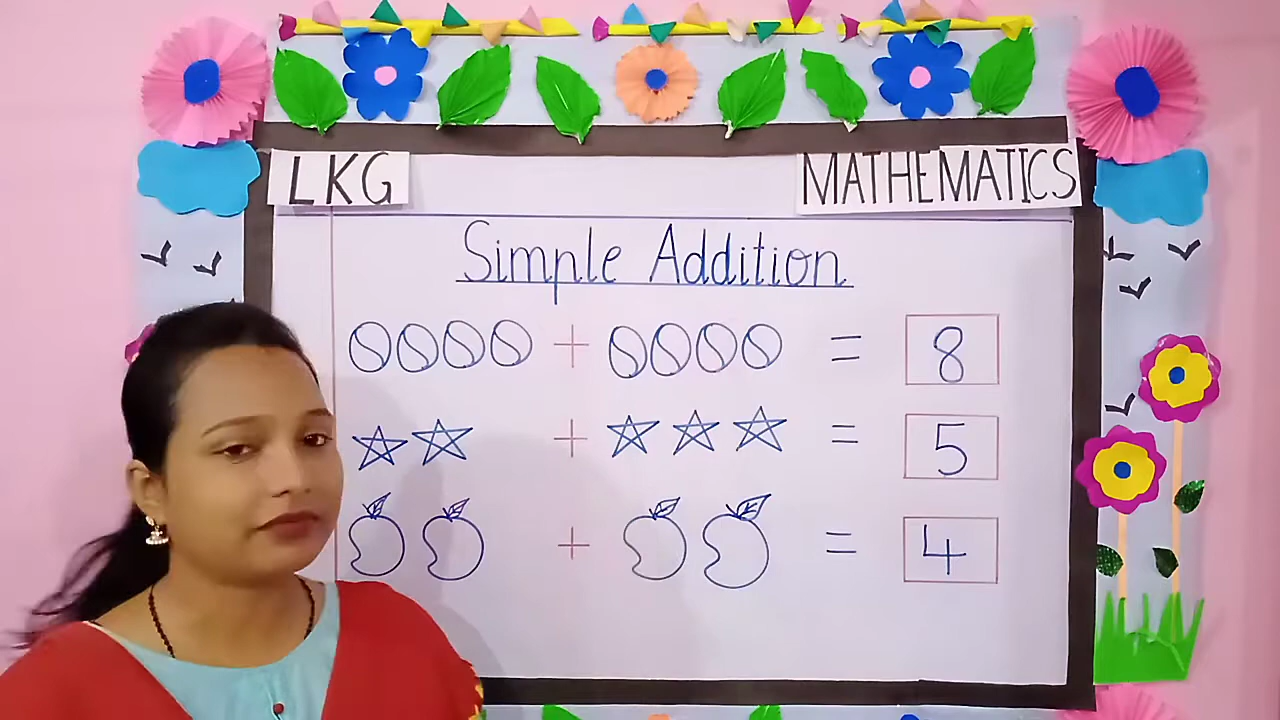 LKG MATHEMATICS
Simple Addition
+ = 8
+ = 5
+ = 4